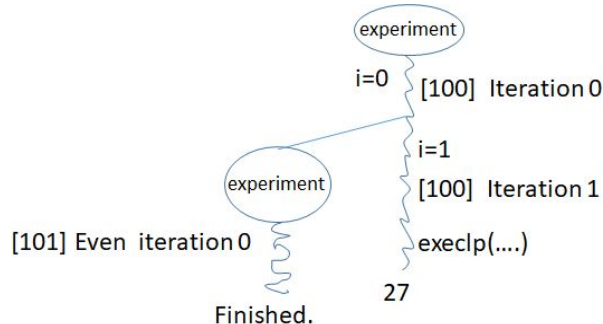 experiment
i=0
[100] Iteration 0
i=1
experiment
[100] Iteration 1
[101] Even iteration 0
execlp(....)
27
Finished.